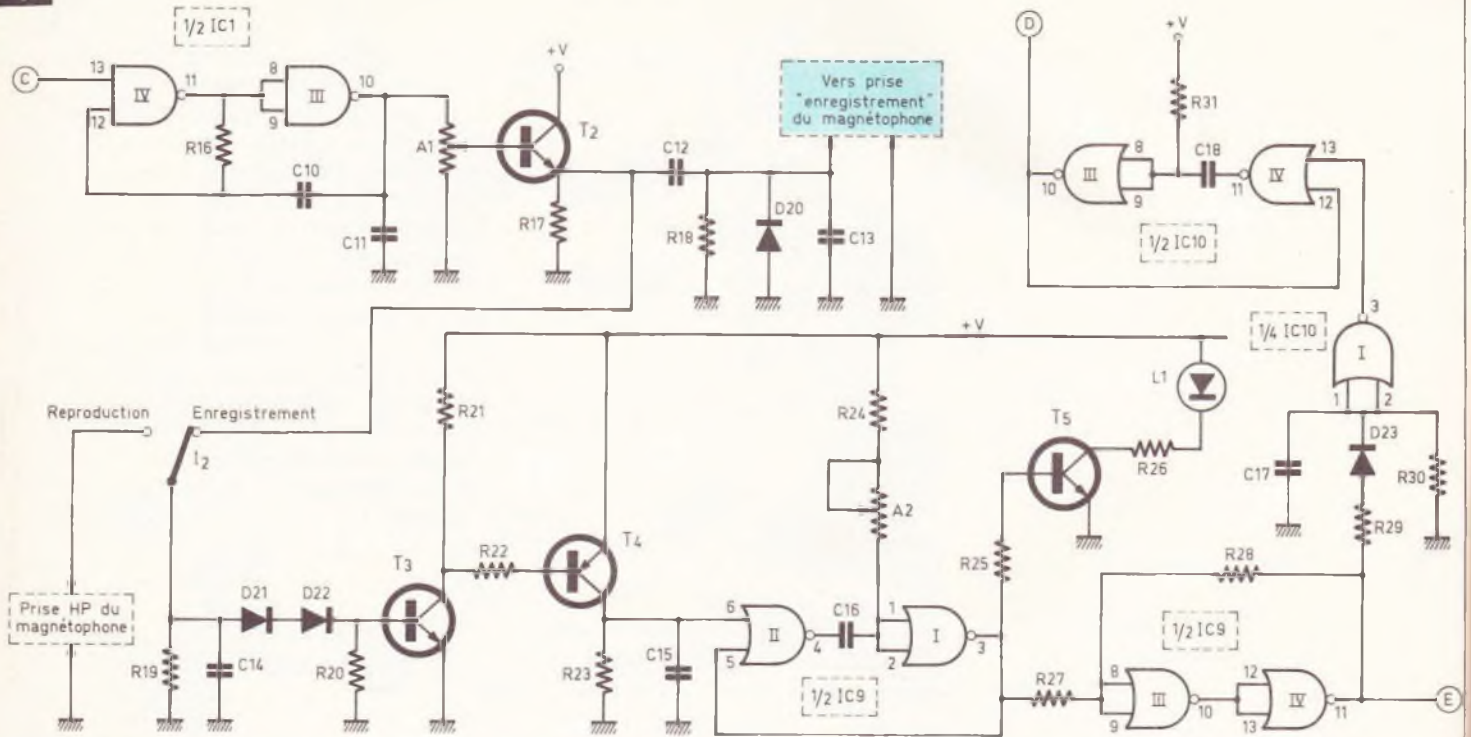 1/2 IC1
C
13
12
IV
11
8
9
III
10
R16
C10
C11
A1
+V
T2
R17
C12
R18
D20
C13
Vers prise
"enregistrement"
du magnétophone
D
+V
R31
10
III
8
9
C18
11
IV
13
12
1/2 IC10
3
1/4 IC10
I
1
2
C17
D23
R30
R29
Reproduction
Enregistrement
I2
Prise HP du
magnétophone
R19
C14
D21
D22
R20
T3
R21
R22
T4
R23
C15
6
5
II
4
C16
+V
R24
A2
1
2
I
3
1/2 IC9
R25
T5
R26
L1
R27
R28
1/2 IC9
8
9
III
10
12
13
IV
11
E